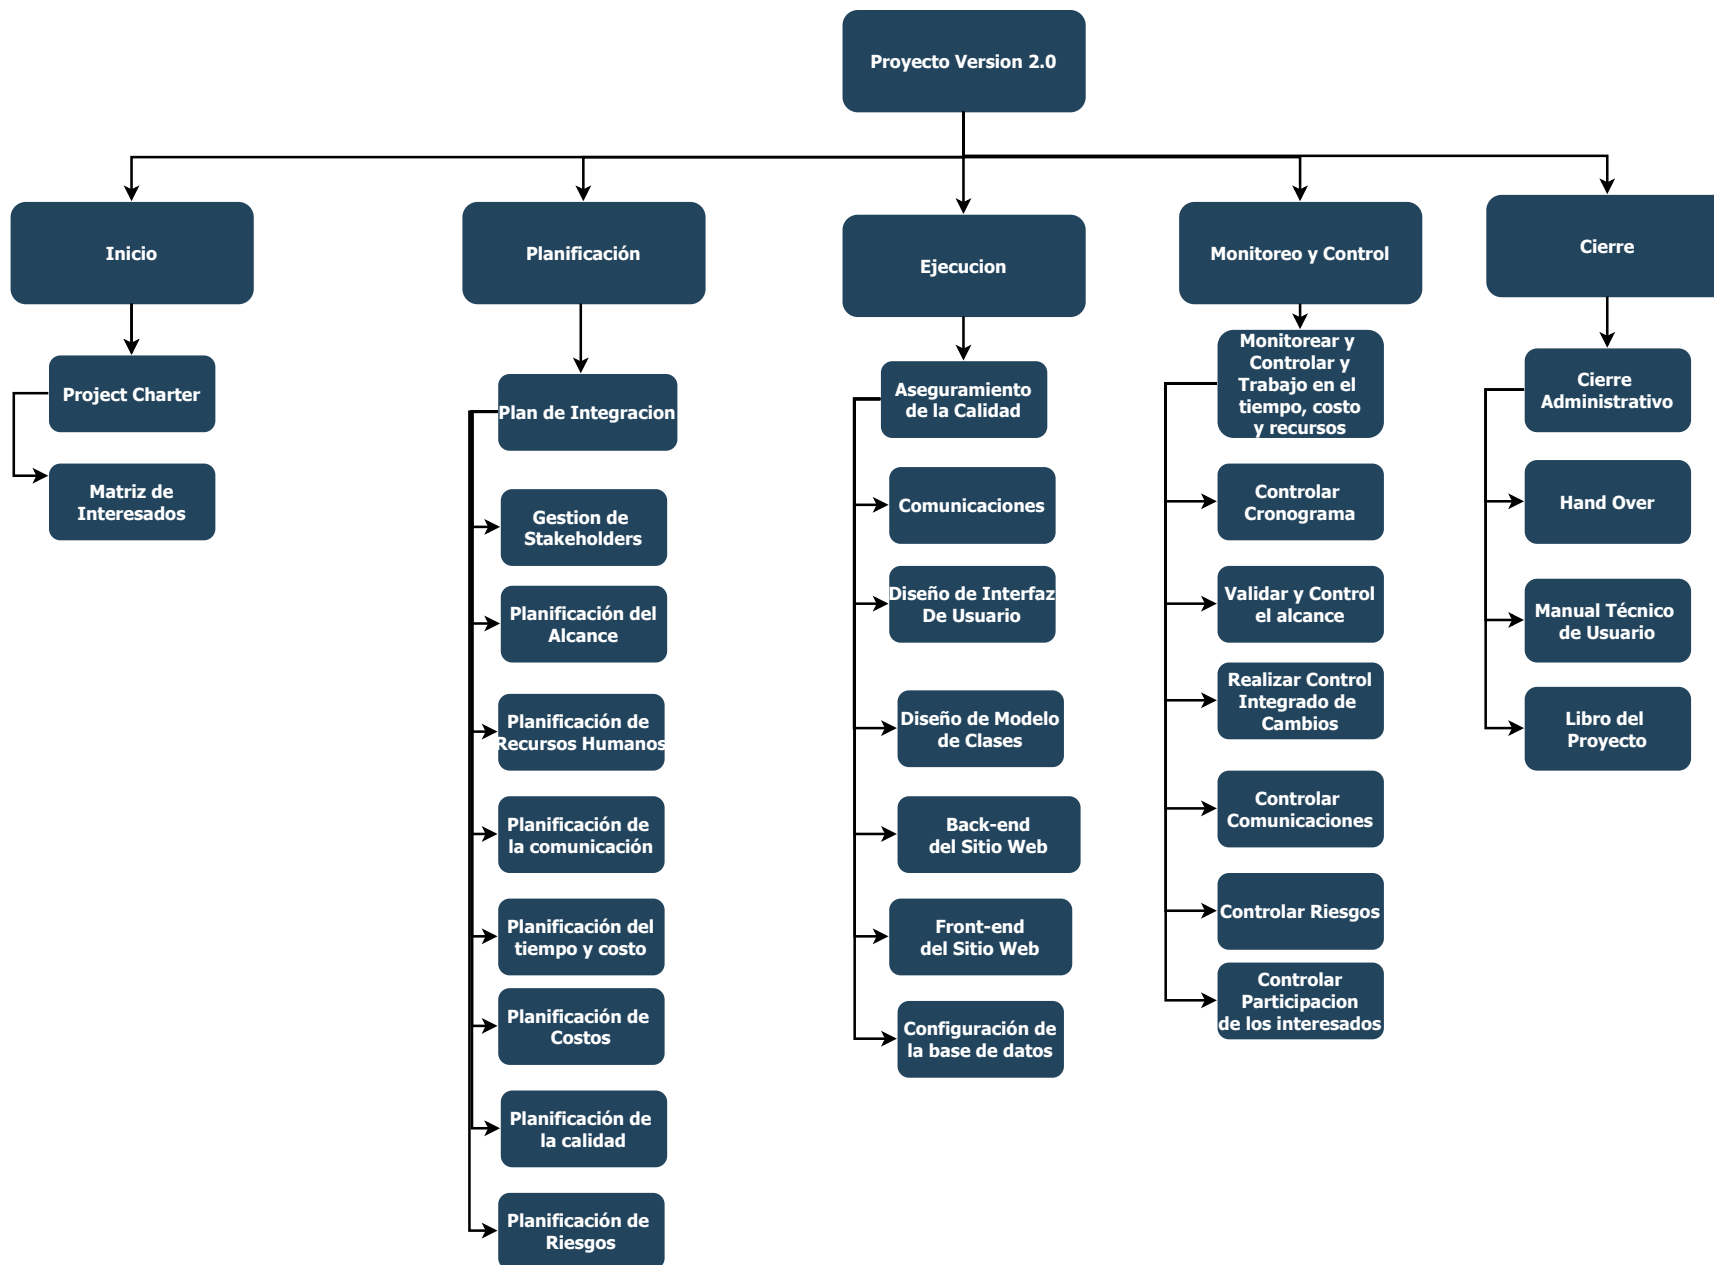 Proyecto Version 2.0
Inicio
Planificación
Ejecucion
Monitoreo y Control
Cierre
Project Charter
Matriz de
Interesados
Plan de Integracion
Gestion de
Stakeholders
Planificación del
Alcance
Planificación de
Recursos Humanos
Planificación de
la comunicación
Planificación del
tiempo y costo
Planificación de
Costos
Planificación de
la calidad
Planificación de
Riesgos
Aseguramiento
de la Calidad
Comunicaciones
Diseño de Interfaz
De Usuario
Diseño de Modelo
de Clases
Back-end
del Sitio Web
Front-end
del Sitio Web
Configuración de
la base de datos
Monitorear y
Controlar y
Trabajo en el
tiempo, costo
y recursos
Controlar
Cronograma
Validar y Control
el alcance
Realizar Control
Integrado de
Cambios
Controlar
Comunicaciones
Controlar Riesgos
Controlar
Participacion
de los interesados
Cierre
Administrativo
Hand Over
Manual Técnico
de Usuario
Libro del
Proyecto